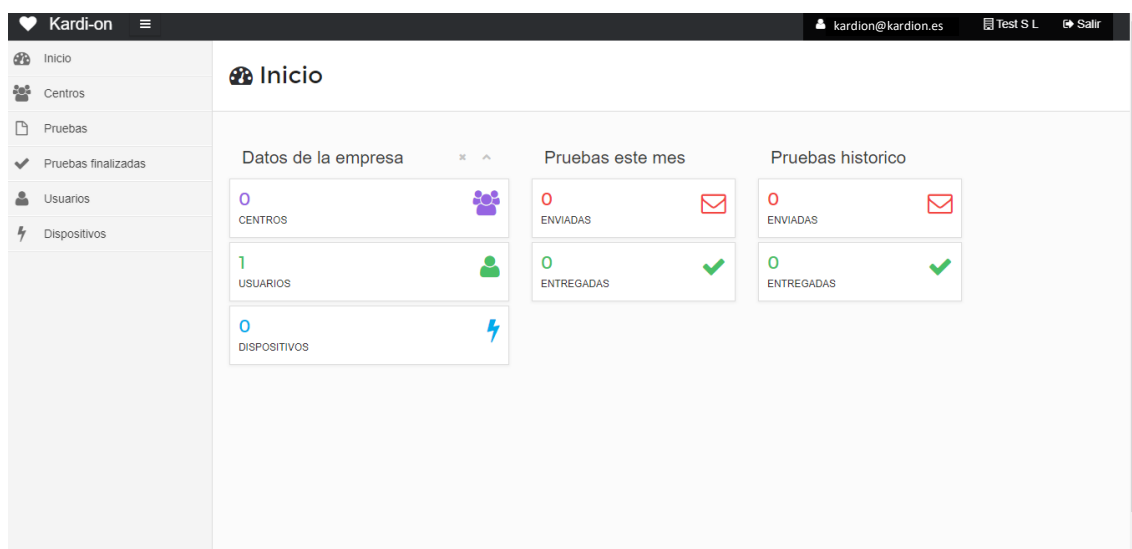 Kardi-on
kardion@kardion.es
Test S L
Salir
Inicio
Centros
Pruebas
Pruebas finalizadas
Usuarios
Dispositivos
Inicio
Datos de la empresa
0
CENTROS
1
USUARIOS
0
DISPOSITIVOS
Pruebas este mes
0
ENVIADAS
0
ENTREGADAS
Pruebas historico
0
ENVIADAS
0
ENTREGADAS